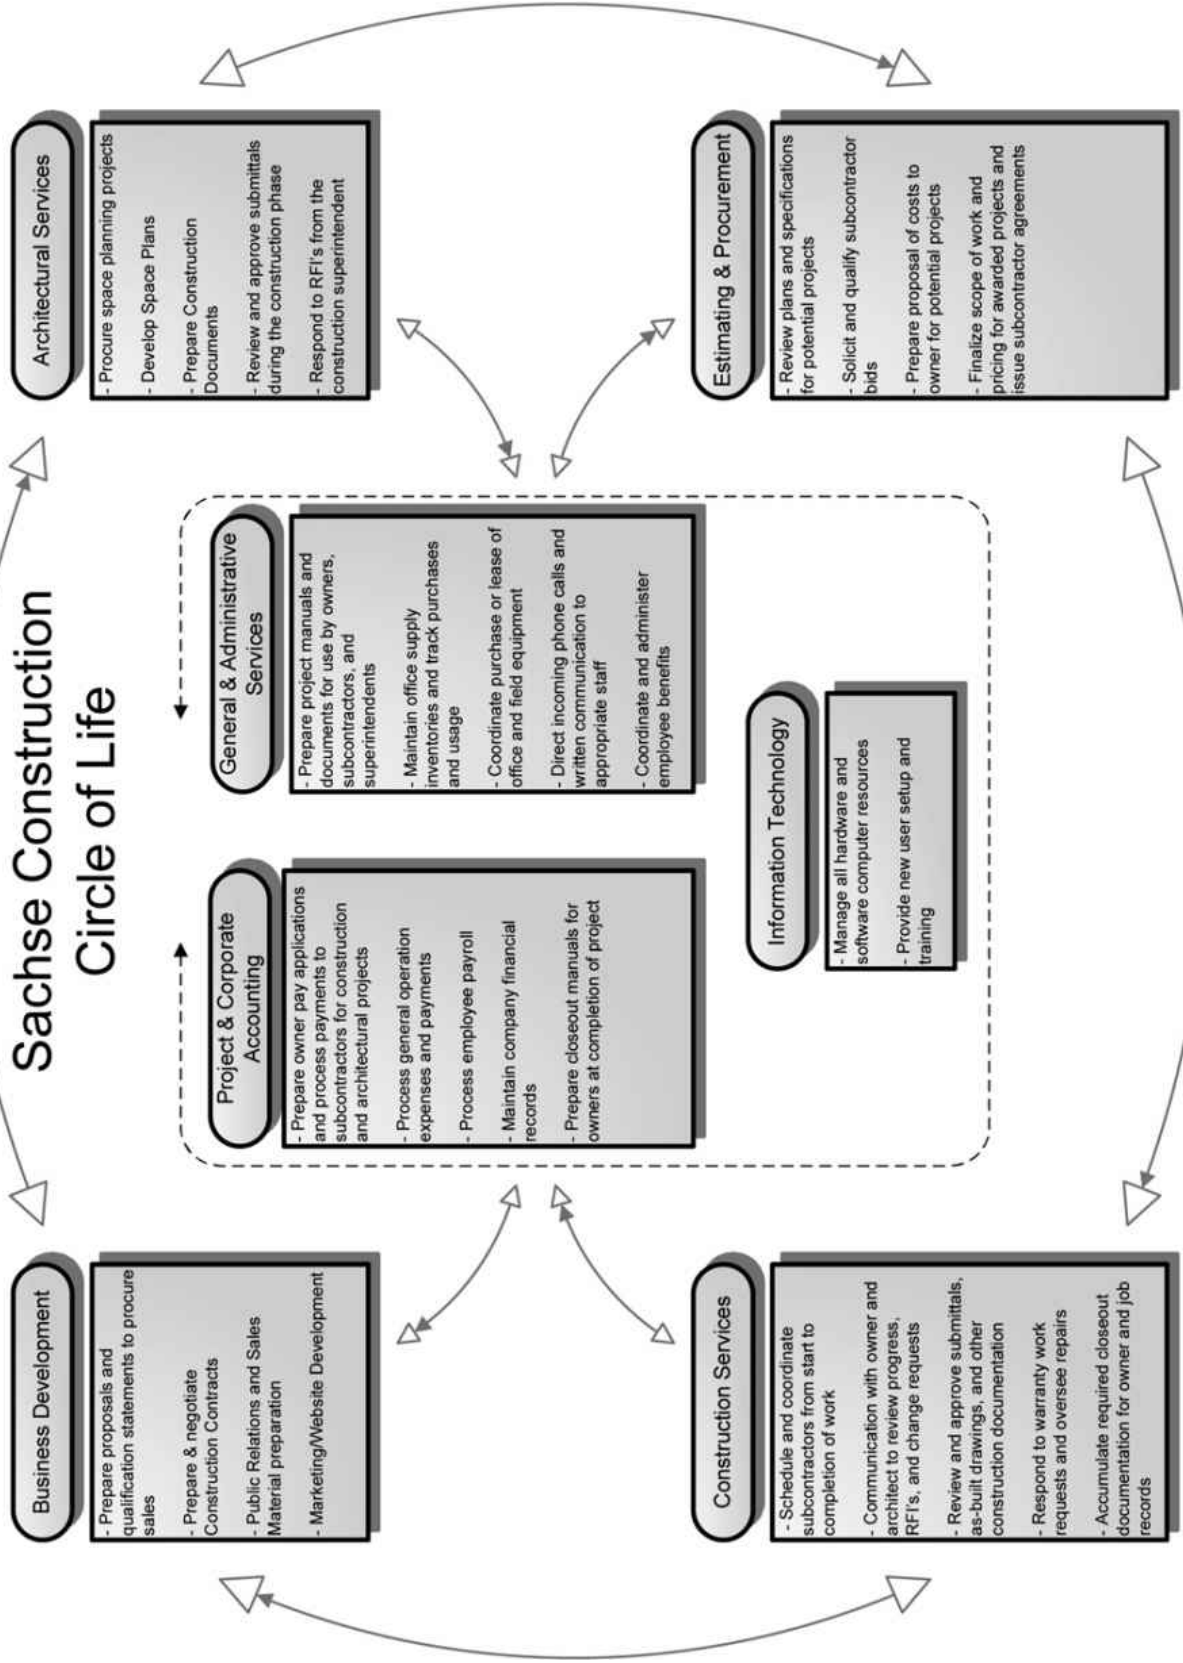 Sachse Construction
Circle of Life
Business Development
- Prepare proposals and
qualification statements to procure
sales
- Prepare & negotiate
Construction Contracts
- Public Relations and Sales
Material preparation
- Marketing/Website Development
Project & Corporate
Accounting
- Prepare owner pay applications
and process payments to
subcontractors for construction
and architectural projects
- Process general operation
expenses and payments
- Process employee payroll
- Maintain company financial
records
- Prepare closeout manuals for
owners at completion of project
General & Administrative
Services
- Prepare project manuals and
documents for use by owners,
subcontractors, and
superintendents
- Maintain office supply
inventories and track purchases
and usage
- Coordinate purchase or lease of
office and field equipment
- Direct incoming phone calls and
written communication to
appropriate staff
- Coordinate and administer
employee benefits
Architectural Services
- Procure space planning projects
- Develop Space Plans
- Prepare Construction
Documents
- Review and approve submittals
during the construction phase
- Respond to RFI's from the
construction superintendent
Construction Services
- Schedule and coordinate
subcontractors from start to
completion of work
- Communication with owner and
architect to review progress,
RFI's, and change requests
- Review and approve submittals,
as-built drawings, and other
construction documentation
- Respond to warranty work
requests and oversee repairs
- Accumulate required closeout
documentation for owner and job
records
Information Technology
- Manage all hardware and
software computer resources
- Provide new user setup and
training
Estimating & Procurement
- Review plans and specifications
for potential projects
- Solicit and qualify subcontractor
bids
- Prepare proposal of costs to
owner for potential projects
- Finalize scope of work and
pricing for awarded projects and
issue subcontractor agreements